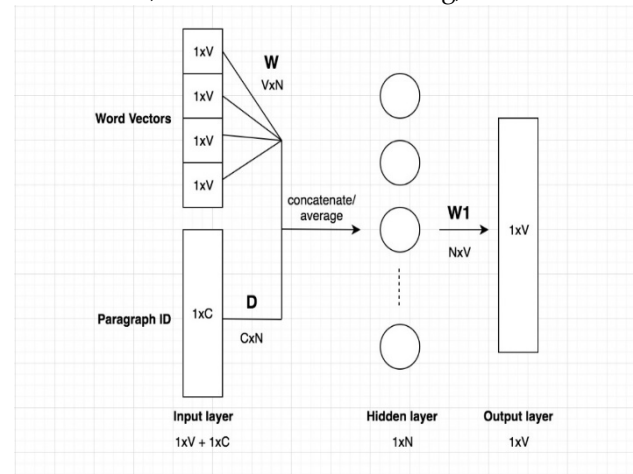 1xV
W
VxN
1xV
Word Vectors
1xV
1xV
concatenate/
average
W1
1xV
NxV
D
Paragraph ID
1xC
CxN
Input layer
Hidden layer
Output layer
1xV + 1xC
1xN
1xV